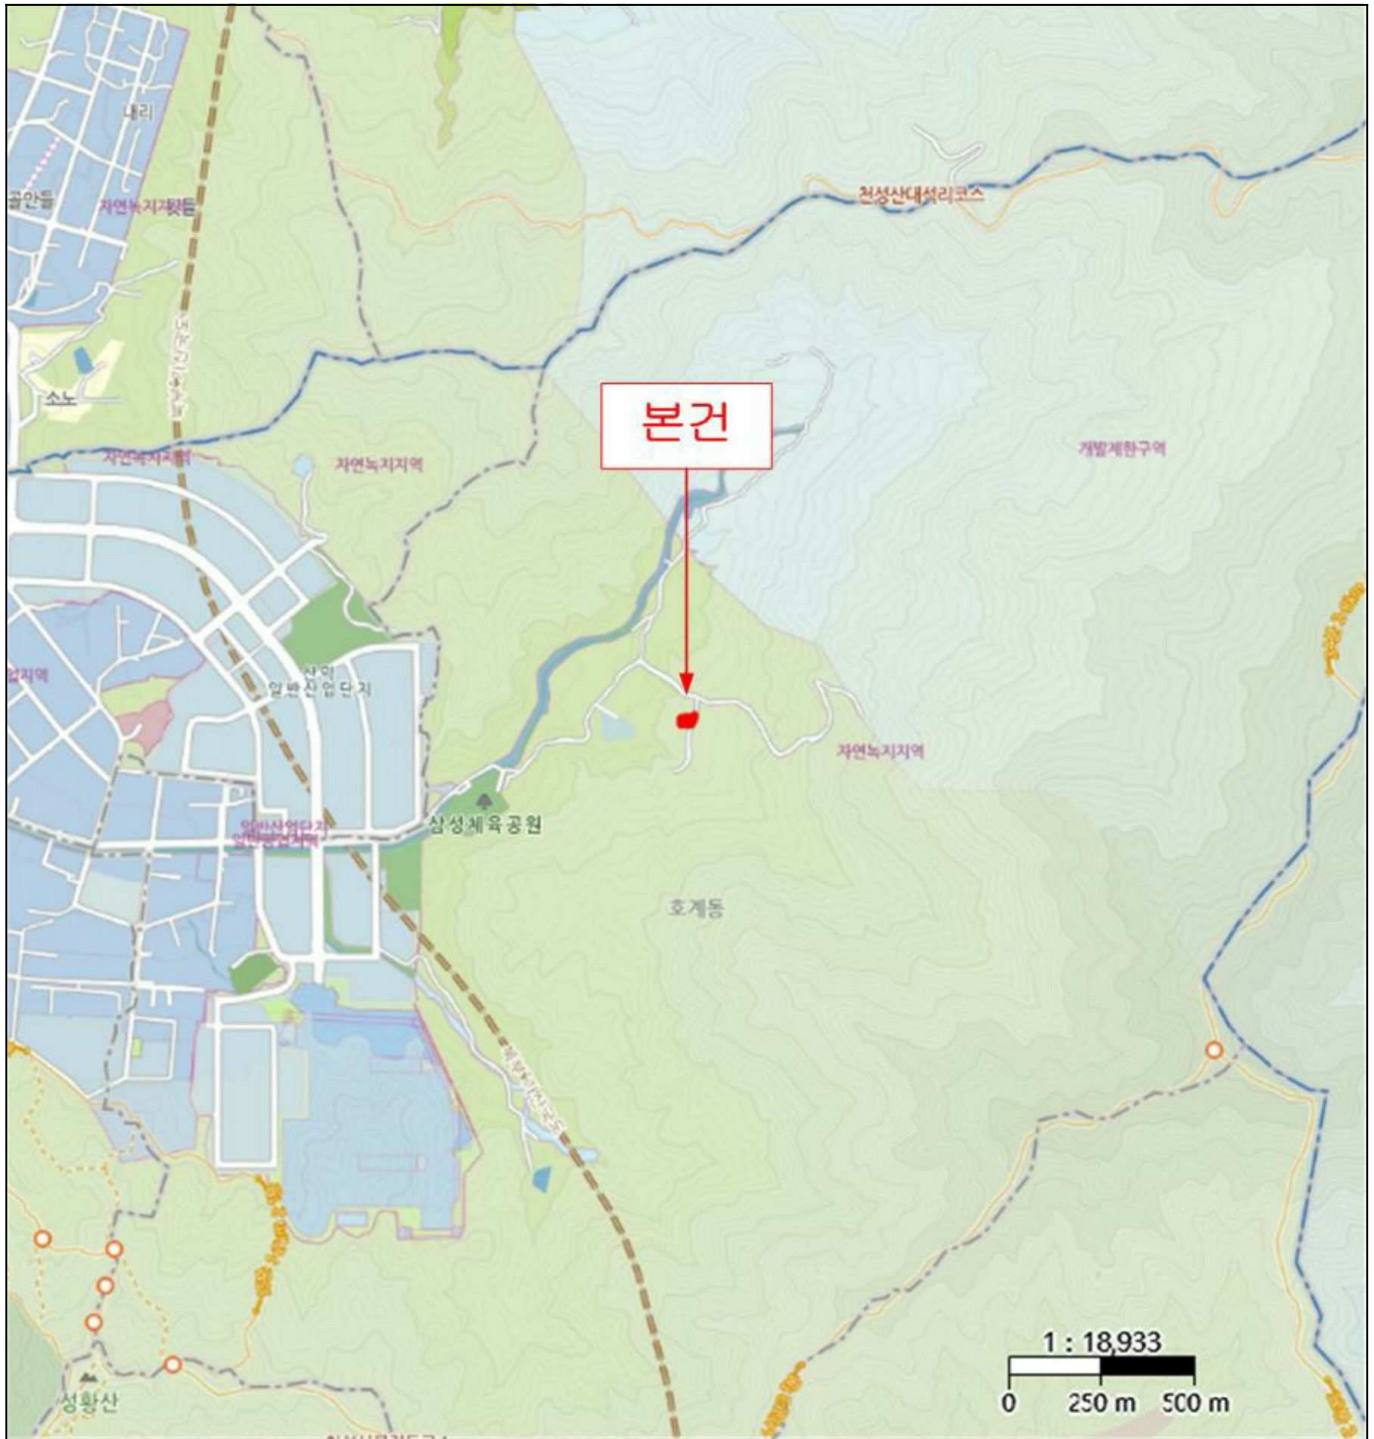 내리
골안들
자연녹지지역
뒷들
천성산대석리코스
소노
본건
자연녹지지역
자연녹지지역
개발제한구역
산막
일반산업단지
업지역
자연녹지지역
일반산업단지
일반공업지역
삼성체육공원
호계동
성황산
1 : 18,933
0 250 m 500 m